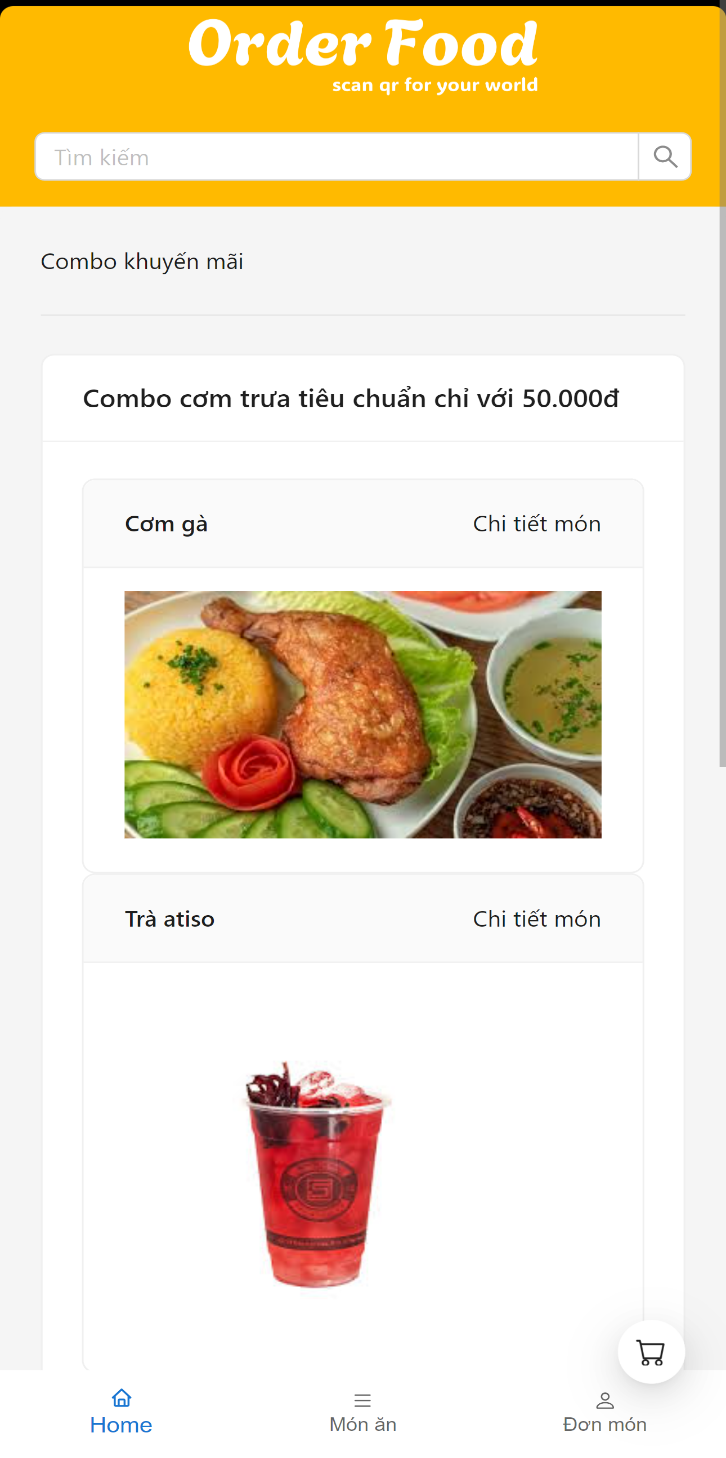 Order Food
scan qr for your world
Tìm kiếm
Combo khuyến mãi
Combo cơm trưa tiêu chuẩn chỉ với 50.000đ
Cơm gà
Chi tiết món
Trà atiso
Chi tiết món
Home
Món ăn
Đơn món